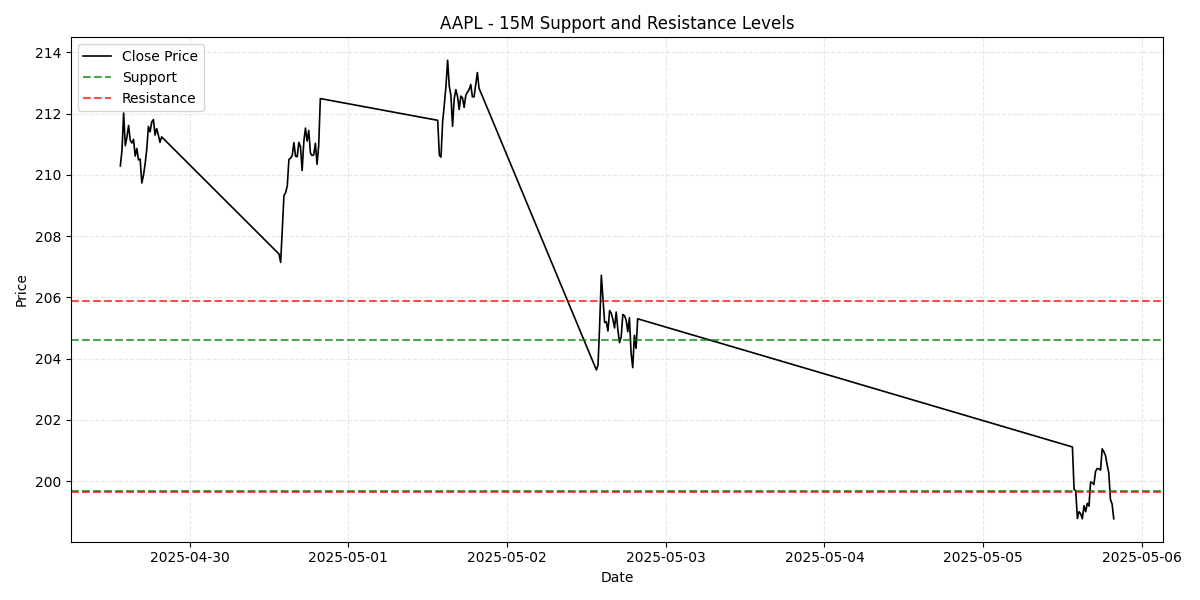 AAPL - 15M Support and Resistance Levels
Close Price
Support
Resistance
214
212
210
208
206
204
202
200
Price
2025-04-30
2025-05-01
2025-05-02
2025-05-03
2025-05-04
2025-05-05
2025-05-06
Date